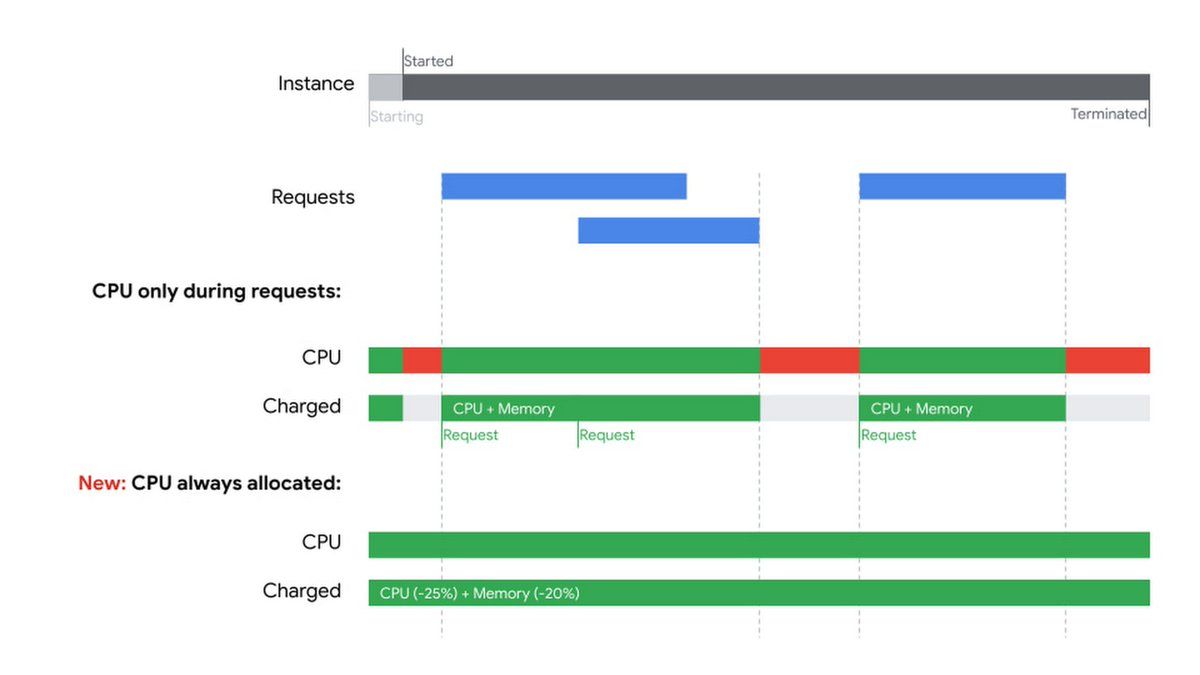 Started
Instance
Starting
Terminated
Requests
CPU only during requests:
CPU
Charged
CPU + Memory
CPU + Memory
Request
Request
Request
New: CPU always allocated:
CPU
Charged
CPU (-25%) + Memory (-20%)